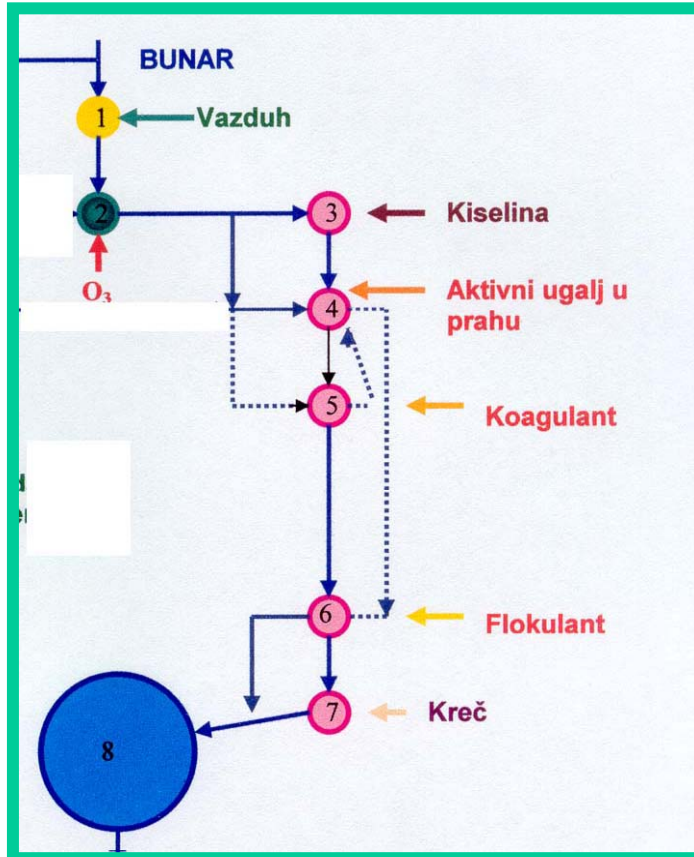 BUNAR
1
Vazduh
2
3
Kiselina
O₃
4
Aktivni ugalj u
prahu
5
Koagulant
6
Flokulant
7
Kreč
8